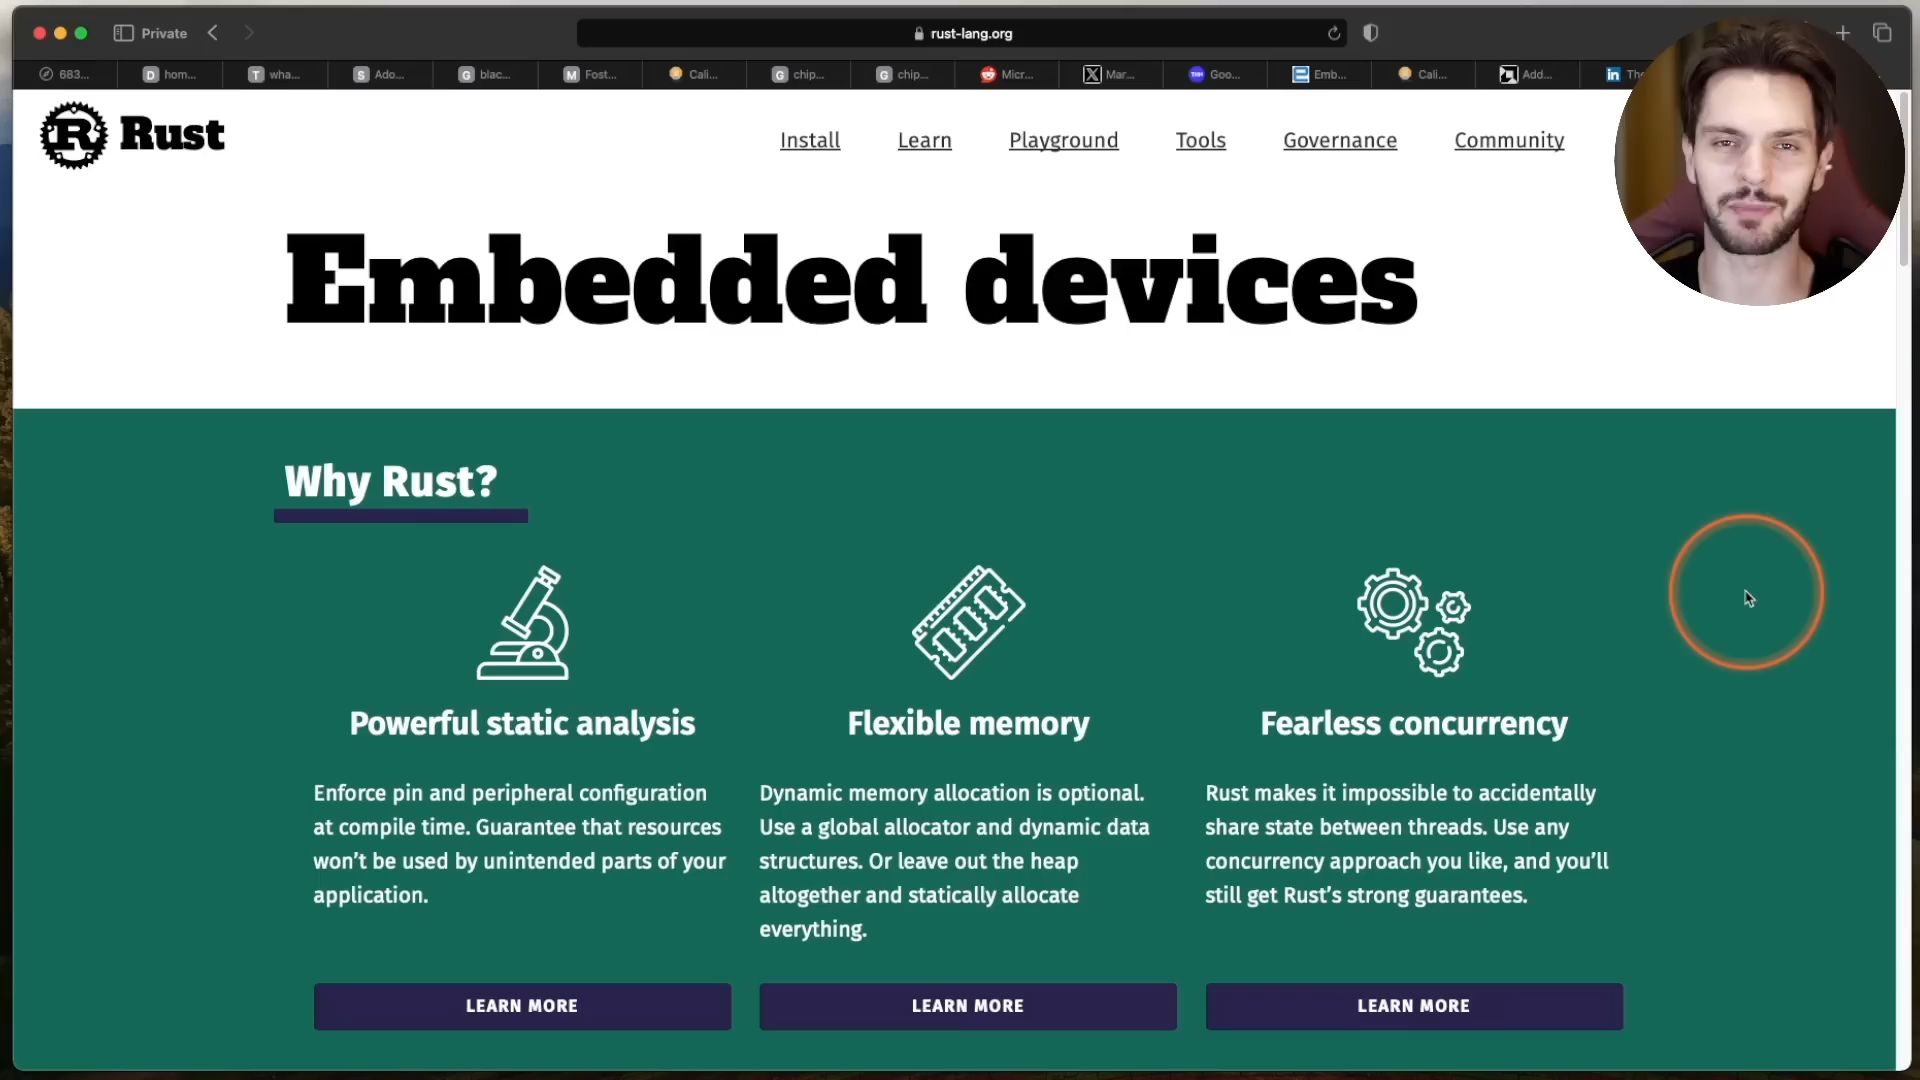 Private
rust-lang.org
683...
D hom...
T wha...
S Ado...
G blac...
M Fost...
Cali...
G chip...
G chip...
Micr...
X Mar...
THN Goo...
Emb...
Cali...
Add...
in The
R Rust
Install
Learn
Playground
Tools
Governance
Community
Embedded devices
Why Rust?
Powerful static analysis
Enforce pin and peripheral configuration
at compile time. Guarantee that resources
won’t be used by unintended parts of your
application.
LEARN MORE
Flexible memory
Dynamic memory allocation is optional.
Use a global allocator and dynamic data
structures. Or leave out the heap
altogether and statically allocate
everything.
LEARN MORE
Fearless concurrency
Rust makes it impossible to accidentally
share state between threads. Use any
concurrency approach you like, and you’ll
still get Rust’s strong guarantees.
LEARN MORE